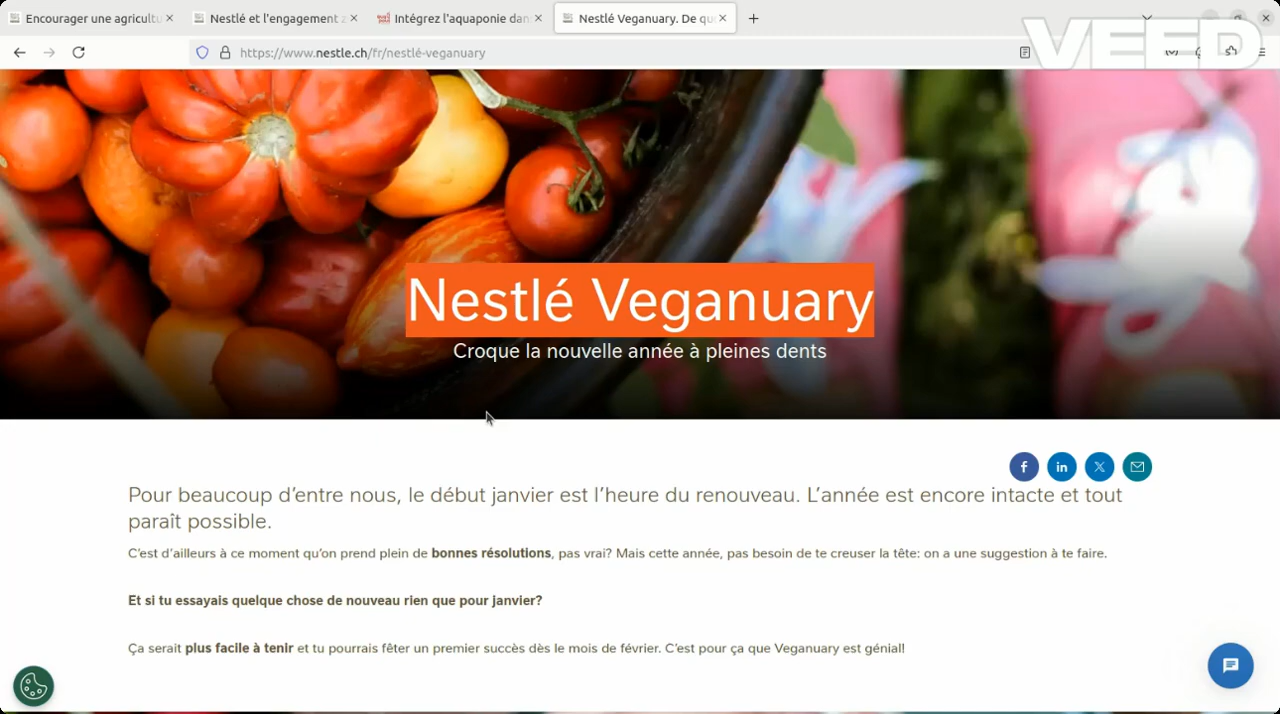 Encourager une agricultu
Nestlé et l'engagement z
Intégrez l'aquaponie dan
Nestlé Veganuary. De que
VEED
https://www.nestle.ch/fr/nestlé-veganuary
Nestlé Veganuary
Croque la nouvelle année à pleines dents
Pour beaucoup d'entre nous, le début janvier est l'heure du renouveau. L'année est encore intacte et tout
paraît possible.
C'est d'ailleurs à ce moment qu'on prend plein de bonnes résolutions, pas vrai? Mais cette année, pas besoin de te creuser la tête: on a une suggestion à te faire.
Et si tu essayais quelque chose de nouveau rien que pour janvier?
Ça serait plus facile à tenir et tu pourrais fêter un premier succès dès le mois de février. C'est pour ça que Veganuary est génial!